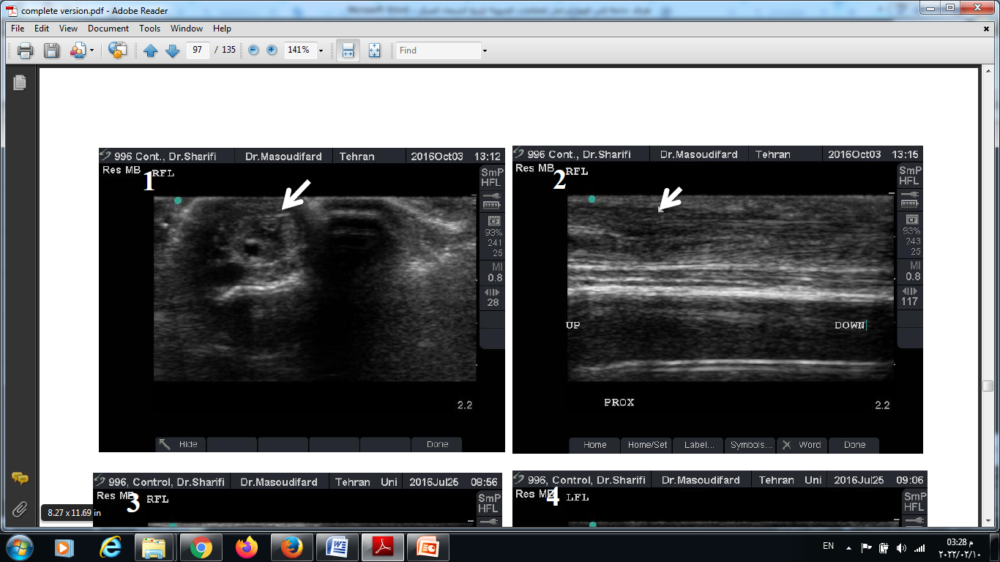 complete version.pdf - Adobe Reader
File Edit View Document Tools Window Help
97 / 135 141% Find
996 Cont., Dr.Sharifi Dr.Masoudifard Tehran 2016Oct03 13:12
Res MB
1
RFL
SmP
HFL
CF
93%
241
25
MI
0.8
28
2.2
Hide Done
996 Cont., Dr.Sharifi Dr.Masoudifard Tehran 2016Oct03 13:15
Res MB
2
RFL
SmP
HFL
CF
93%
243
25
MI
0.8
117
UP DOWN
PROX
2.2
Home Home/Set Label... Symbols... Word Done
996, Control, Dr.Sharifi Dr.Masoudifard Tehran Uni 2016Jul25 08:56
Res MB
3
RFL
SmP
HFL
996, Control, Dr.Sharifi Dr.Masoudifard Tehran Uni 2016Jul25 09:06
Res MB
4
LFL
SmP
HFL
8.27 x 11.69 in
EN
03:28 م
٢٠٢٢/٠٢/١٠